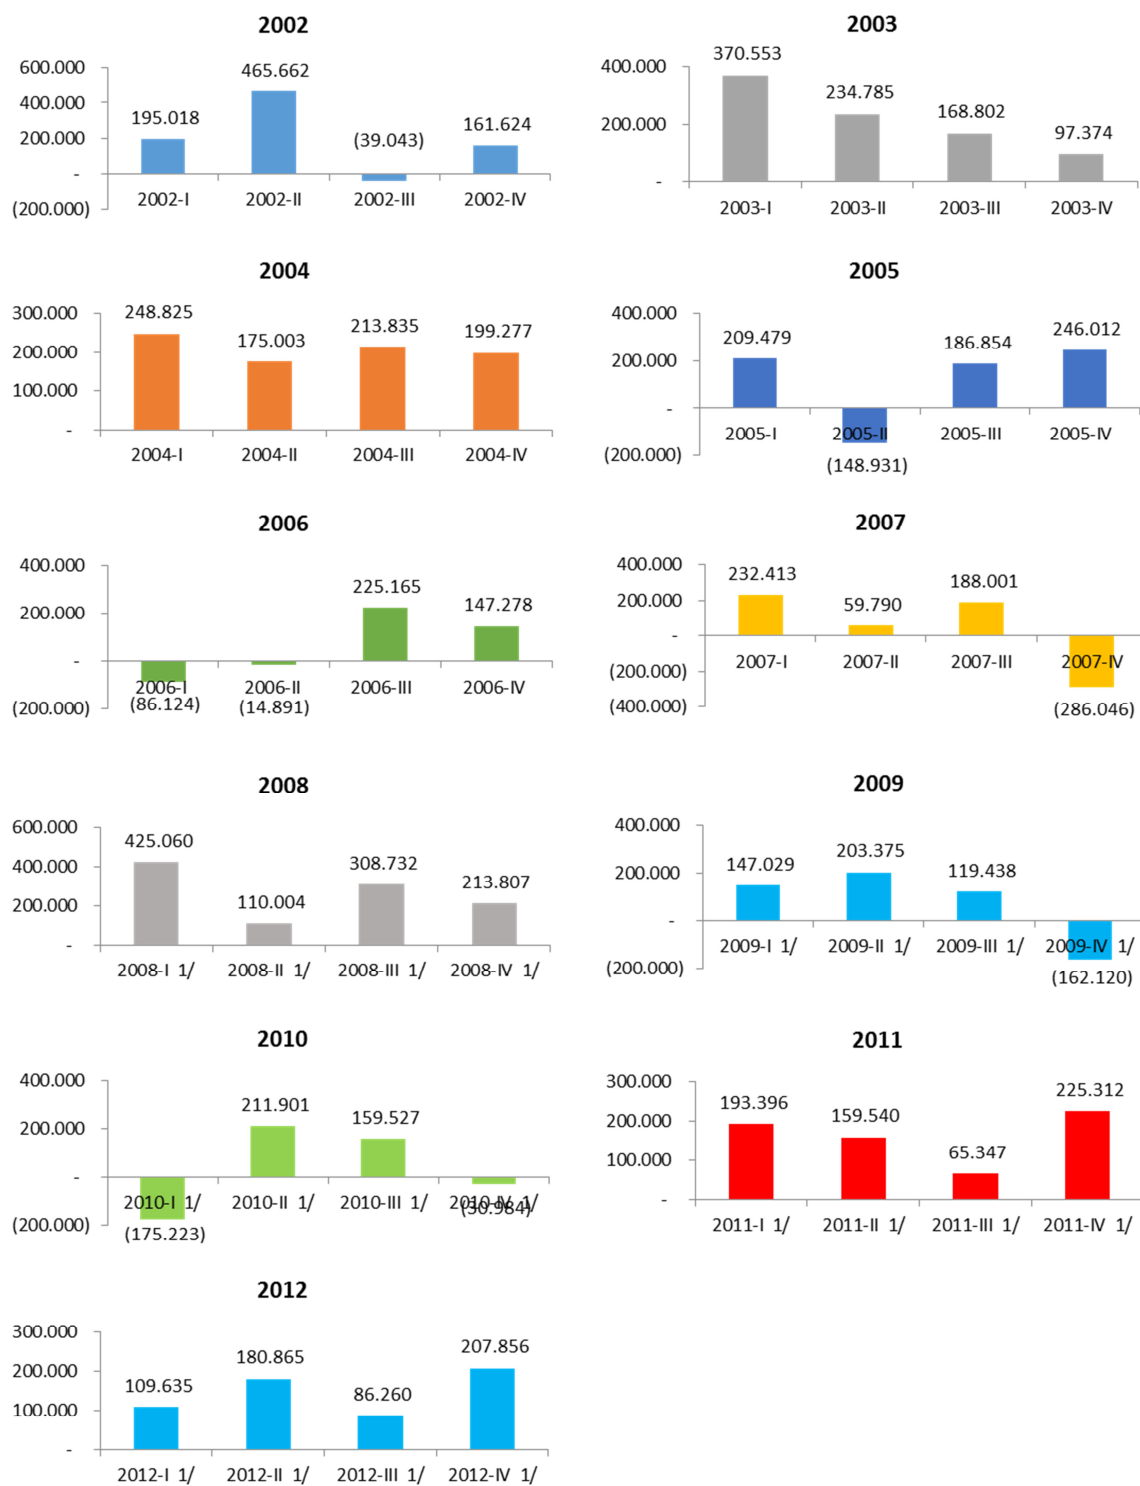 2002
600.000
400.000
200.000
-
(200.000)
195.018
465.662
(39.043)
161.624
2002-I
2002-II
2002-III
2002-IV
2003
400.000
200.000
-
370.553
234.785
168.802
97.374
2003-I
2003-II
2003-III
2003-IV
2004
300.000
200.000
100.000
-
248.825
175.003
213.835
199.277
2004-I
2004-II
2004-III
2004-IV
2005
400.000
200.000
-
(200.000)
209.479
(148.931)
186.854
246.012
2005-I
2005-II
2005-III
2005-IV
2006
400.000
200.000
-
(200.000)
(86.124)
(14.891)
225.165
147.278
2006-I
2006-II
2006-III
2006-IV
2007
400.000
200.000
-
(200.000)
(400.000)
232.413
59.790
188.001
(286.046)
2007-I
2007-II
2007-III
2007-IV
2008
600.000
400.000
200.000
-
425.060
110.004
308.732
213.807
2008-I 1/
2008-II 1/
2008-III 1/
2008-IV 1/
2009
400.000
200.000
-
(200.000)
147.029
203.375
119.438
(162.120)
2009-I 1/
2009-II 1/
2009-III 1/
2009-IV 1/
2010
400.000
200.000
-
(200.000)
(175.223)
211.901
159.527
(30.984)
2010-I 1/
2010-II 1/
2010-III 1/
2010-IV 1/
2011
300.000
200.000
100.000
-
193.396
159.540
65.347
225.312
2011-I 1/
2011-II 1/
2011-III 1/
2011-IV 1/
2012
300.000
200.000
100.000
-
109.635
180.865
86.260
207.856
2012-I 1/
2012-II 1/
2012-III 1/
2012-IV 1/